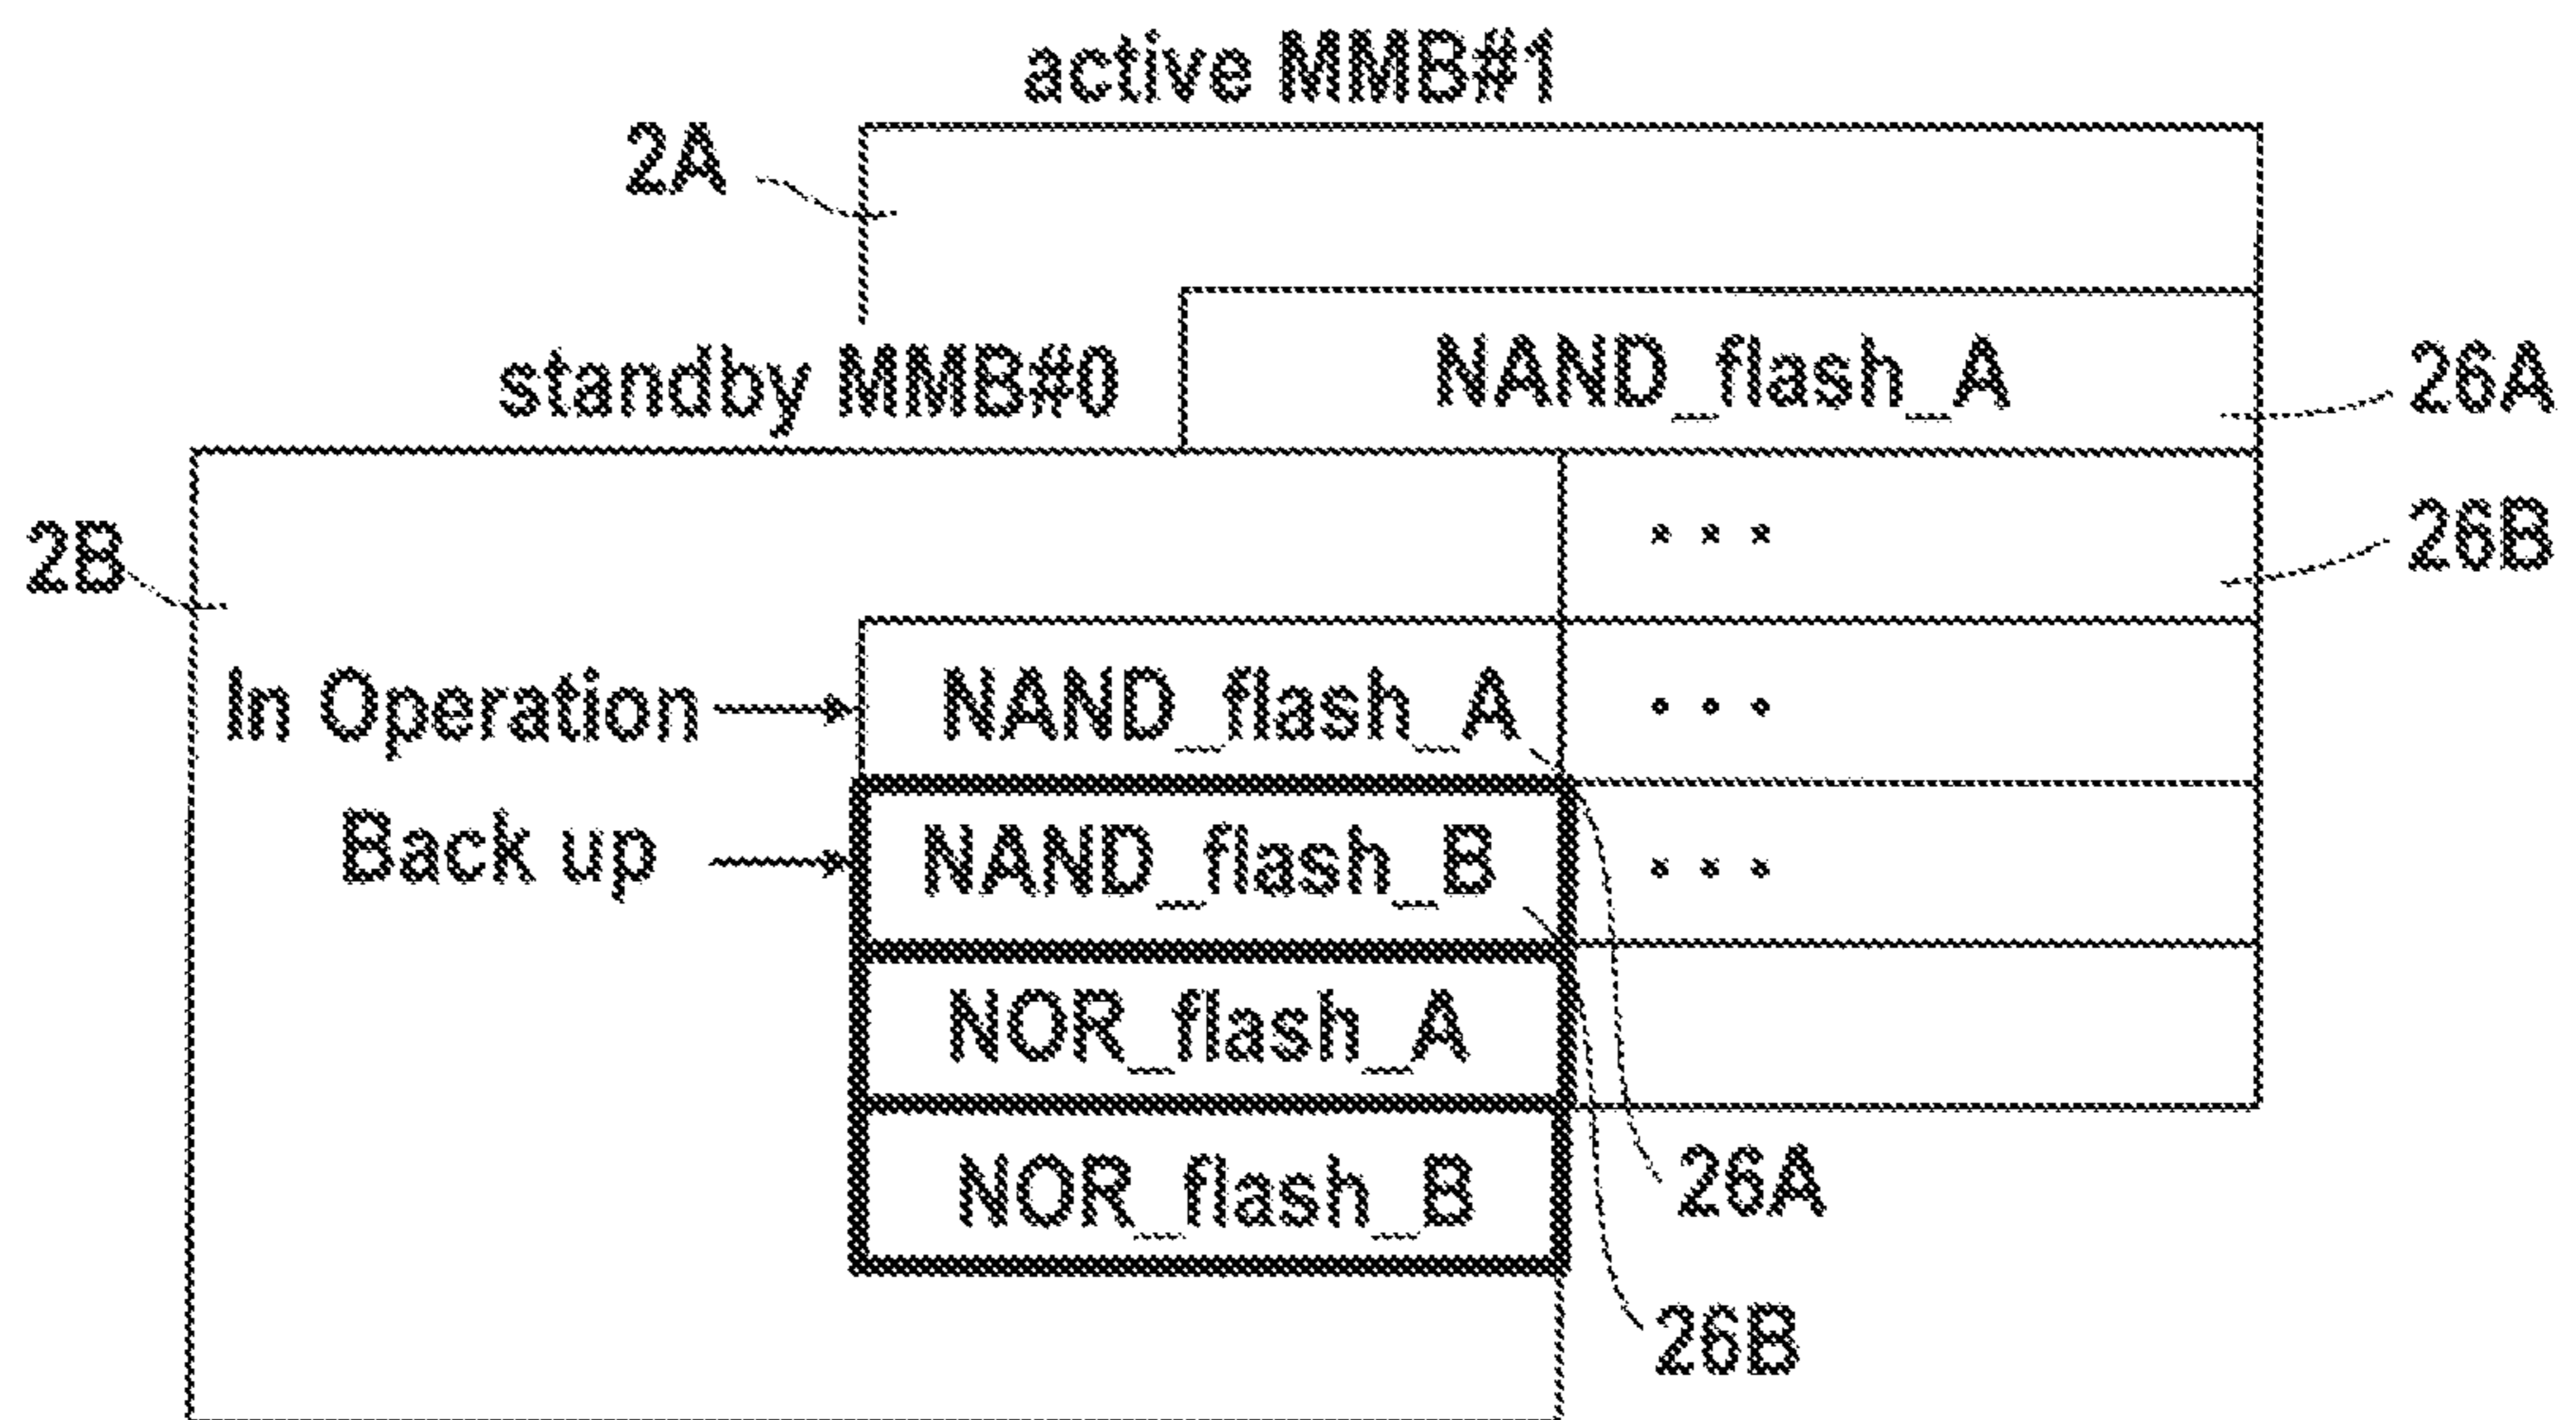 active MMB#1
2A
standby MMB#0
NAND_flash_A
26A
2B
...
26B
In Operation
NAND_flash_A
...
Back up
NAND_flash_B
...
NOR_flash_A
NOR_flash_B
26A
26B